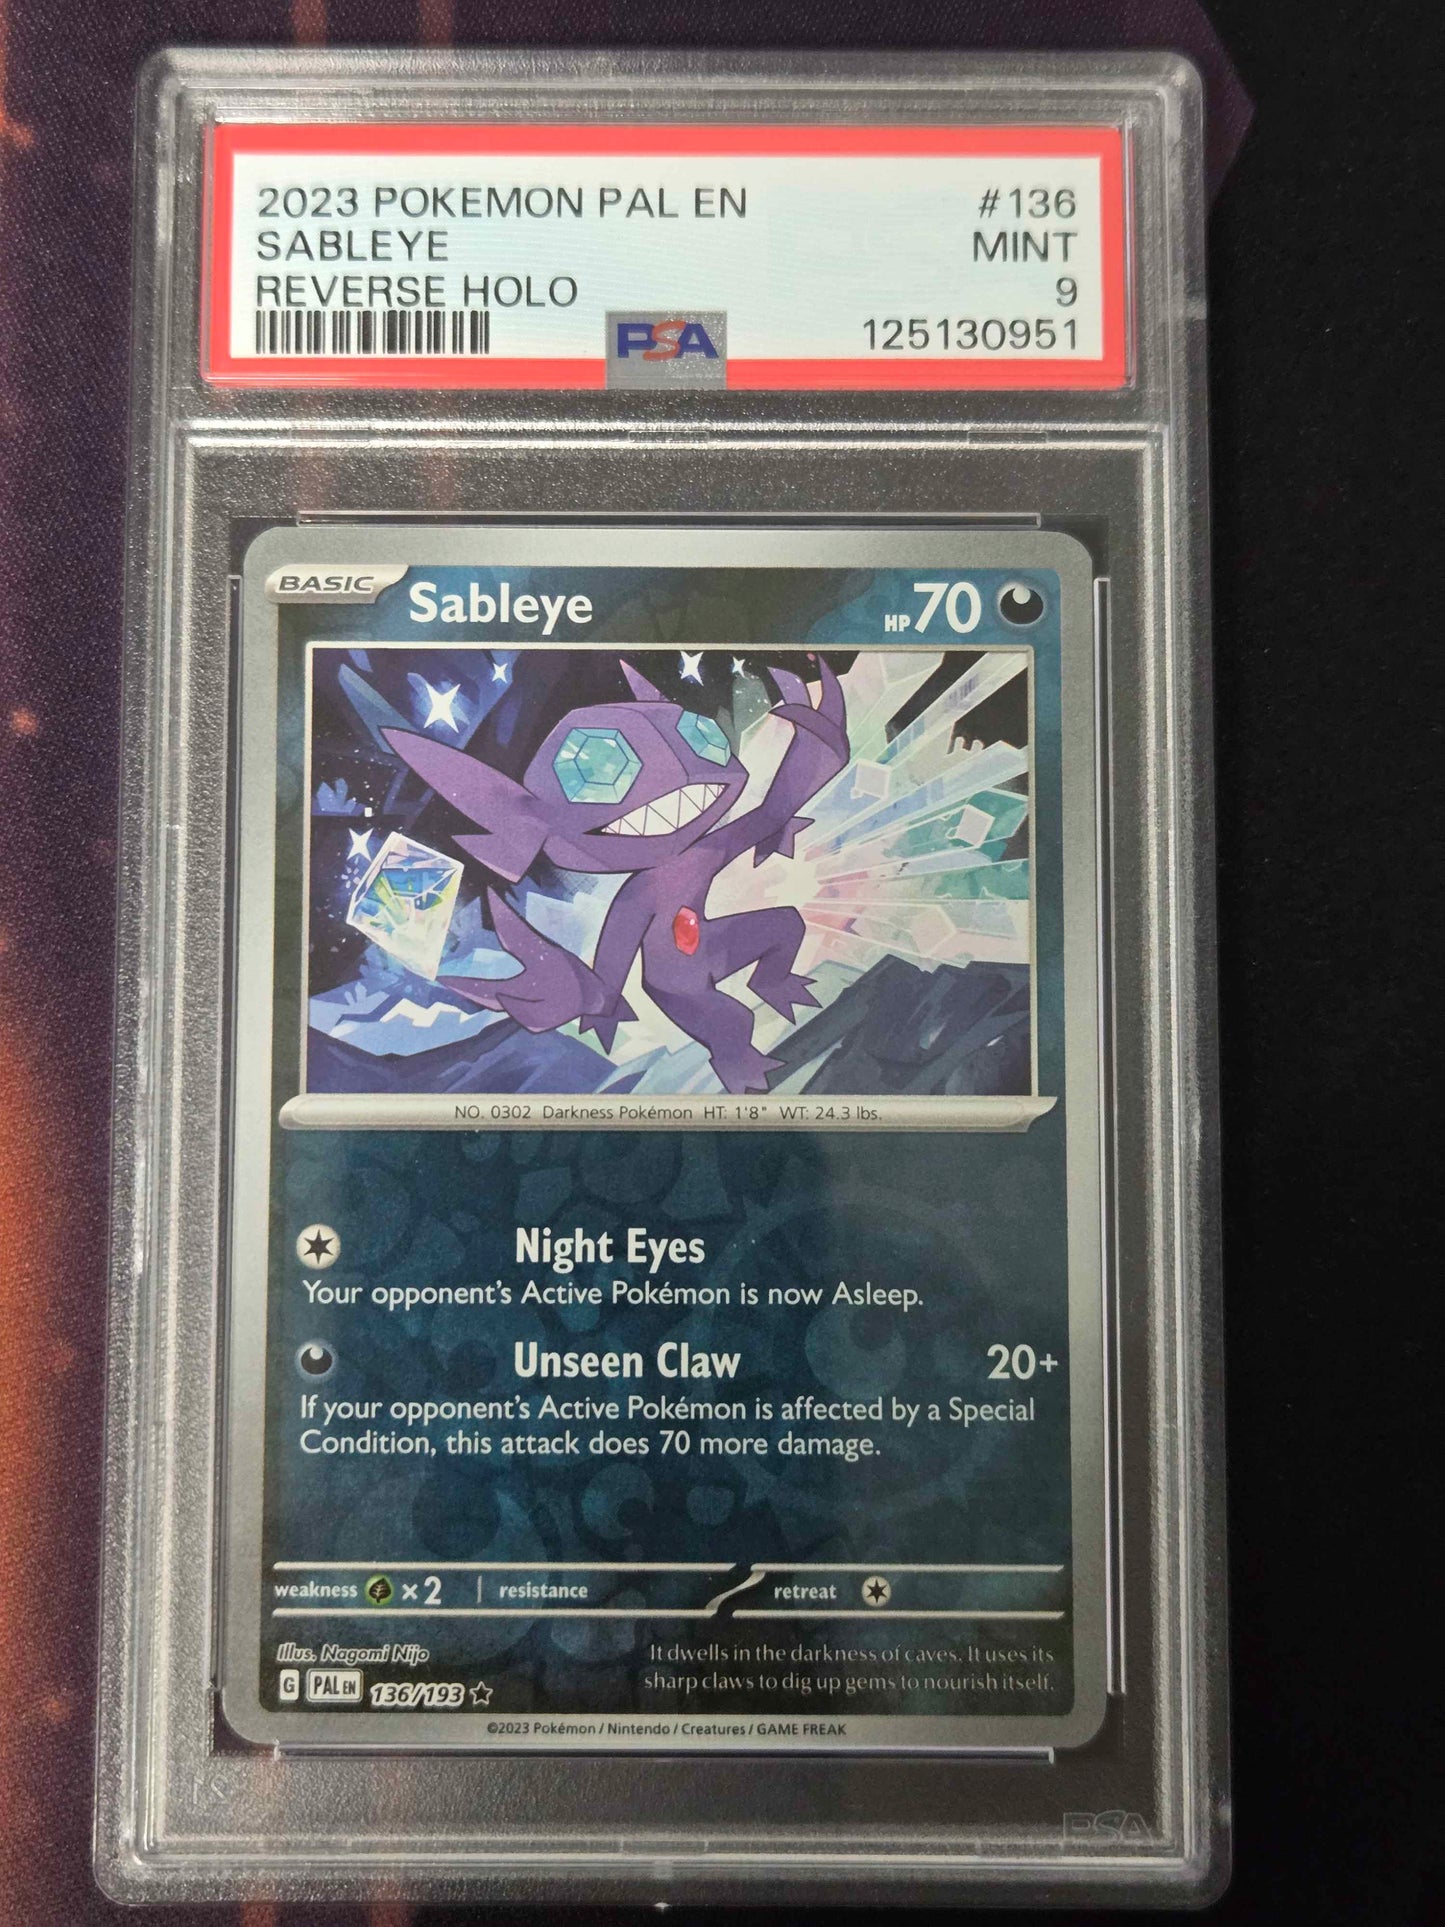 2023 POKEMON PAL EN #136
SABLEYE MINT
REVERSE HOLO 9
PSA 125130951
BASIC Sableye HP 70
NO. 0302 Darkness Pokémon HT: 1'8" WT: 24.3 lbs.
Night Eyes
Your opponent's Active Pokémon is now Asleep.
Unseen Claw 20+
If your opponent's Active Pokémon is affected by a Special
Condition, this attack does 70 more damage.
weakness ×2 resistance retreat
Illus. Nagomi Nijo
It dwells in the darkness of caves. It uses its
sharp claws to dig up gems to nourish itself.
G PAL EN 136/193
©2023 Pokémon / Nintendo / Creatures / GAME FREAK
PSA